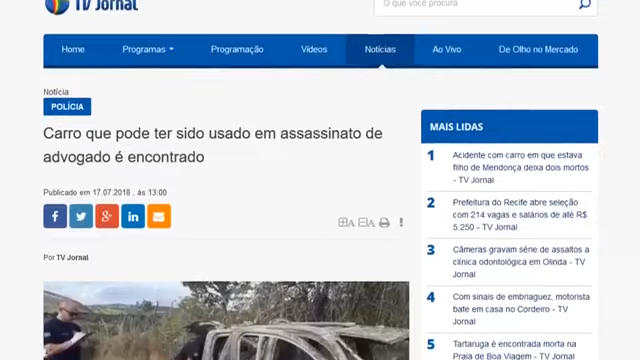 TV Jornal
O que você procura
Home
Programas
Programação
Vídeos
Notícias
Ao Vivo
De Olho no Mercado
Notícia
POLÍCIA
Carro que pode ter sido usado em assassinato de
advogado é encontrado
Publicado em 17.07.2018 , às 13:00
Por TV Jornal
MAIS LIDAS
1
Acidente com carro em que estava
filho de Mendonça deixa dois mortos
- TV Jornal
2
Prefeitura do Recife abre seleção
com 214 vagas e salários de até R$
5.250 - TV Jornal
3
Câmeras gravam série de assaltos a
clínica odontológica em Olinda - TV
Jornal
4
Com sinais de embriaguez, motorista
bate em casa no Cordeiro - TV
Jornal
5
Tartaruga é encontrada morta na
Praia de Boa Viagem - TV Jornal